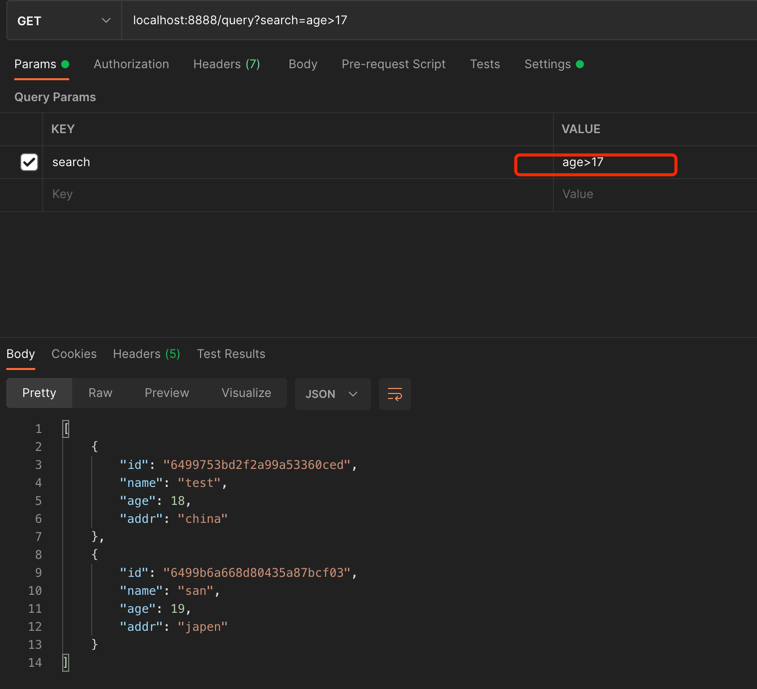 GET localhost:8888/query?search=age>17
Params Authorization Headers (7) Body Pre-request Script Tests Settings
Query Params
KEY VALUE
search age>17
Key Value
Body Cookies Headers (5) Test Results
Pretty Raw Preview Visualize JSON
1 [
2 {
3 "id": "6499753bd2f2a99a53360ced",
4 "name": "test",
5 "age": 18,
6 "addr": "china"
7 },
8 {
9 "id": "6499b6a668d80435a87bcf03",
10 "name": "san",
11 "age": 19,
12 "addr": "japen"
13 }
14 ]